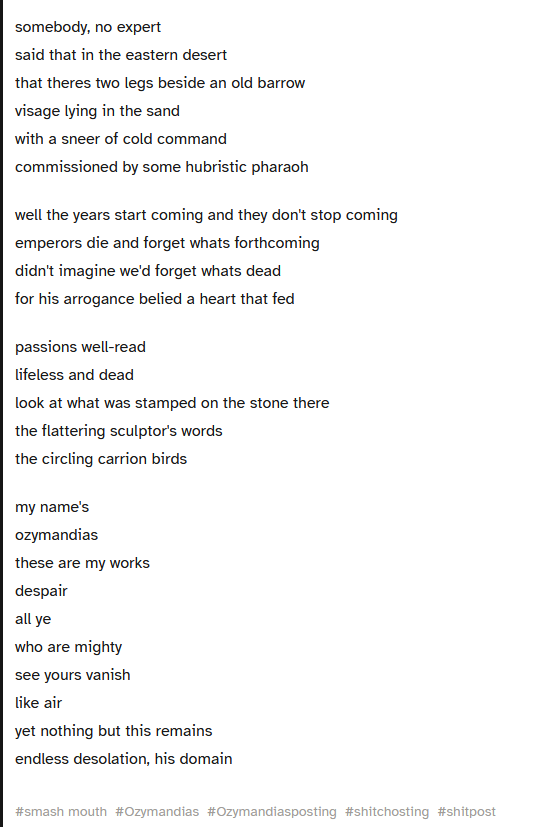 somebody, no expert
said that in the eastern desert
that theres two legs beside an old barrow
visage lying in the sand
with a sneer of cold command
commissioned by some hubristic pharaoh
well the years start coming and they don't stop coming
emperors die and forget whats forthcoming
didn't imagine we'd forget whats dead
for his arrogance belied a heart that fed
passions well-read
lifeless and dead
look at what was stamped on the stone there
the flattering sculptor's words
the circling carrion birds
my name's
ozymandias
these are my works
despair
all ye
who are mighty
see yours vanish
like air
yet nothing but this remains
endless desolation, his domain
#smash mouth #Ozymandias #Ozymandiasposting #shitchosting #shitpost